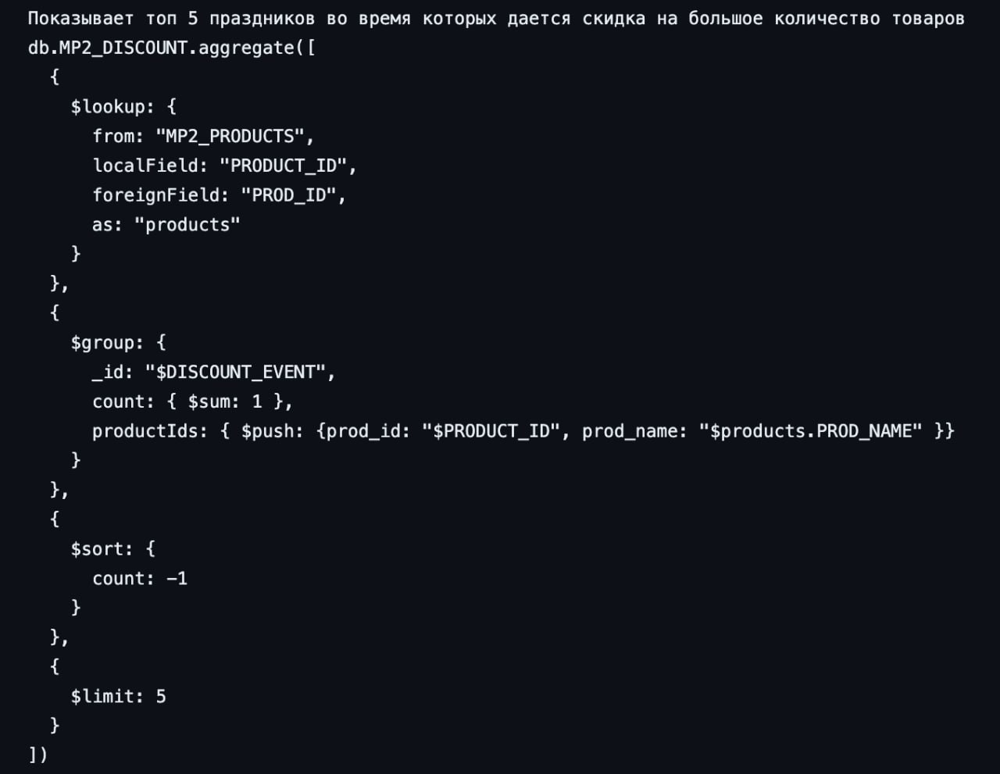 Показывает топ 5 праздников во время которых дается скидка на большое количество товаров
db.MP2_DISCOUNT.aggregate([
  {
    $lookup: {
      from: "MP2_PRODUCTS",
      localField: "PRODUCT_ID",
      foreignField: "PROD_ID",
      as: "products"
    }
  },
  {
    $group: {
      _id: "$DISCOUNT_EVENT",
      count: { $sum: 1 },
      productIds: { $push: {prod_id: "$PRODUCT_ID", prod_name: "$products.PROD_NAME" }}
    }
  },
  {
    $sort: {
      count: -1
    }
  },
  {
    $limit: 5
  }
])